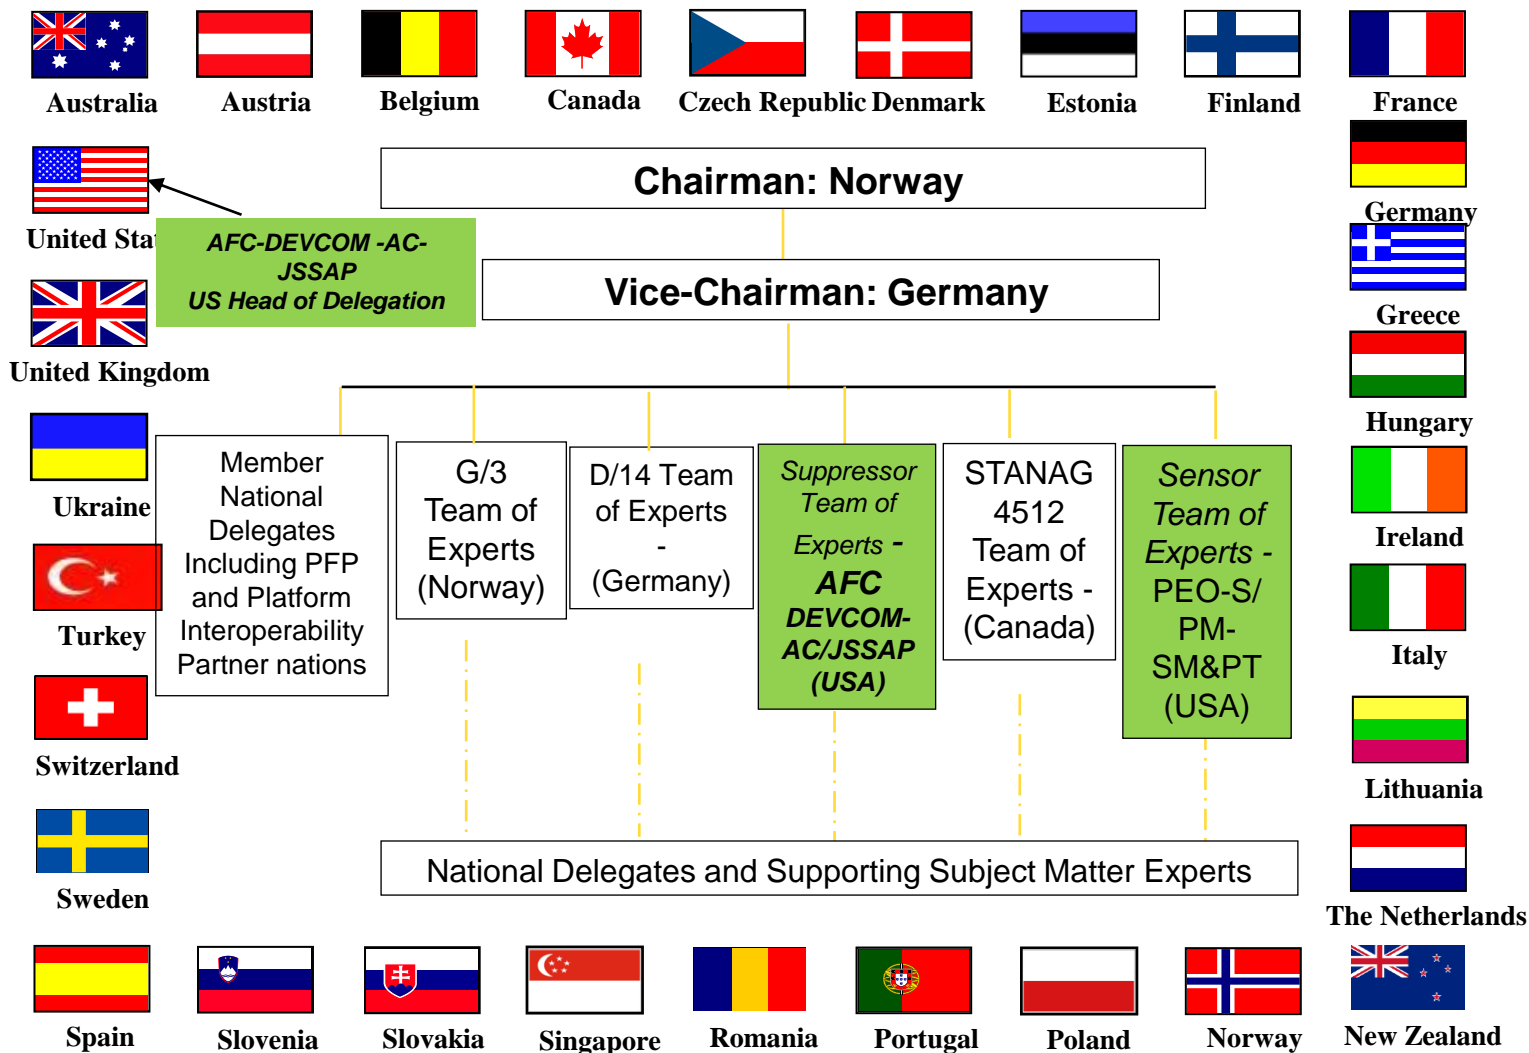 Australia
Austria
Belgium
Canada
Czech Republic
Denmark
Estonia
Finland
France
Chairman: Norway
Germany
United Stat
AFC-DEVCOM -AC-
JSSAP
US Head of Delegation
Vice-Chairman: Germany
Greece
United Kingdom
Hungary
Ukraine
Member
National
Delegates
Including PFP
and Platform
Interoperability
Partner nations
G/3
Team of
Experts
(Norway)
D/14 Team
of Experts
-
(Germany)
Suppressor
Team of
Experts -
AFC
DEVCOM-
AC/JSSAP
(USA)
STANAG
4512
Team of
Experts -
(Canada)
Sensor
Team of
Experts -
PEO-S/
PM-
SM&PT
(USA)
Ireland
Turkey
Italy
Switzerland
Lithuania
Sweden
National Delegates and Supporting Subject Matter Experts
The Netherlands
Spain
Slovenia
Slovakia
Singapore
Romania
Portugal
Poland
Norway
New Zealand